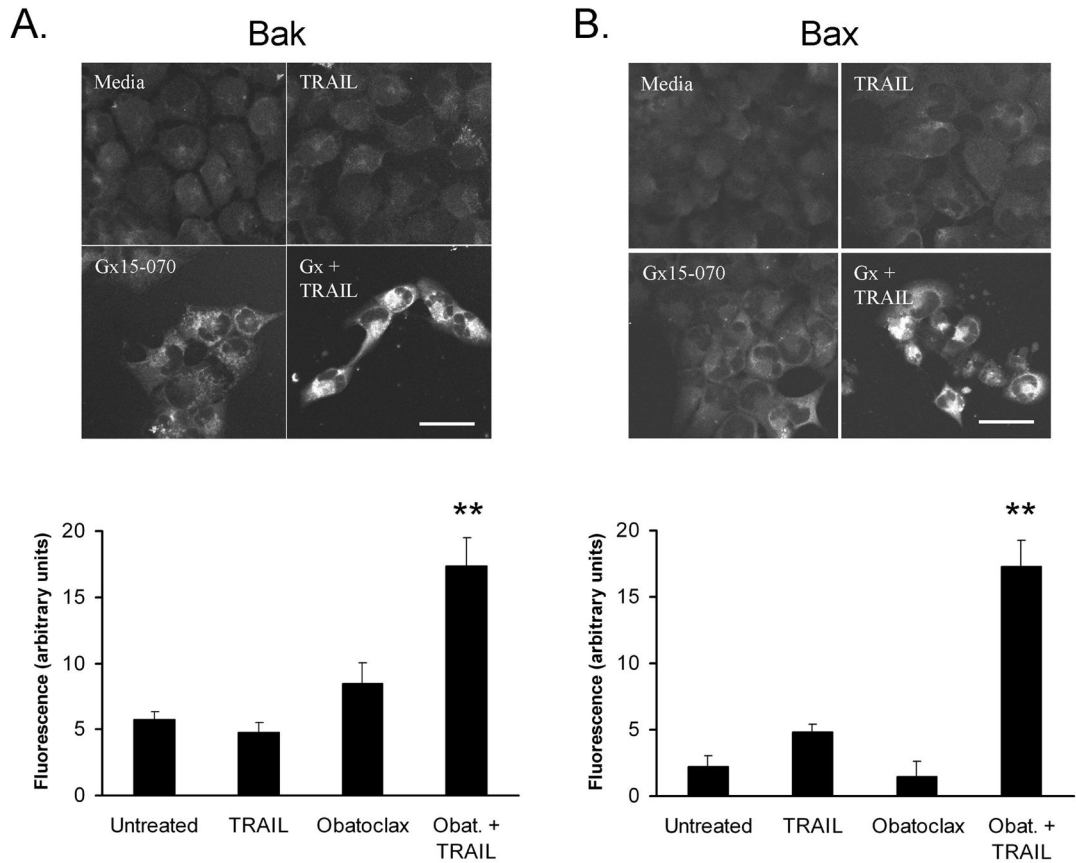 A.
Bak
Media
TRAIL
Gx15-070
Gx +
TRAIL
**
20
15
10
5
0
Fluorescence (arbitrary units)
Untreated
TRAIL
Obatoclax
Obat. +
TRAIL
B.
Bax
Media
TRAIL
Gx15-070
Gx +
TRAIL
**
20
15
10
5
0
Fluorescence (arbitrary units)
Untreated
TRAIL
Obatoclax
Obat. +
TRAIL